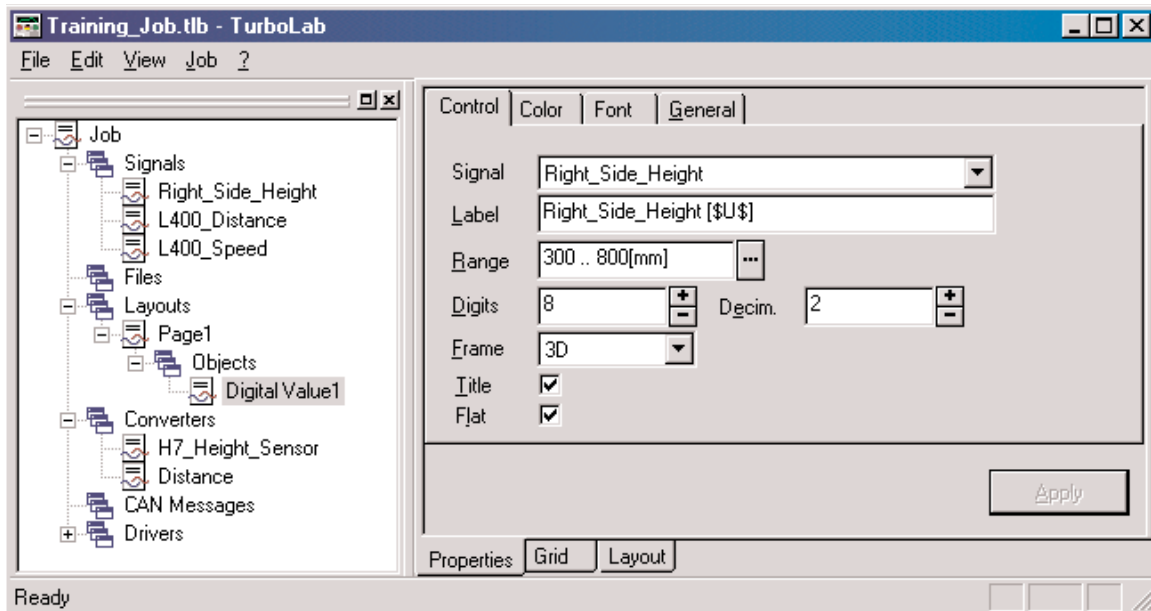 Training_Job.tlb - TurboLab
File Edit View Job ?
Job
Signals
Right_Side_Height
L400_Distance
L400_Speed
Files
Layouts
Page1
Objects
Digital Value1
Converters
H7_Height_Sensor
Distance
CAN Messages
Drivers
Control Color Font General
Signal Right_Side_Height
Label Right_Side_Height [$U$]
Range 300 .. 800[mm] ...
Digits 8 Decim. 2
Frame 3D
Title
Flat
Apply
Properties Grid Layout
Ready